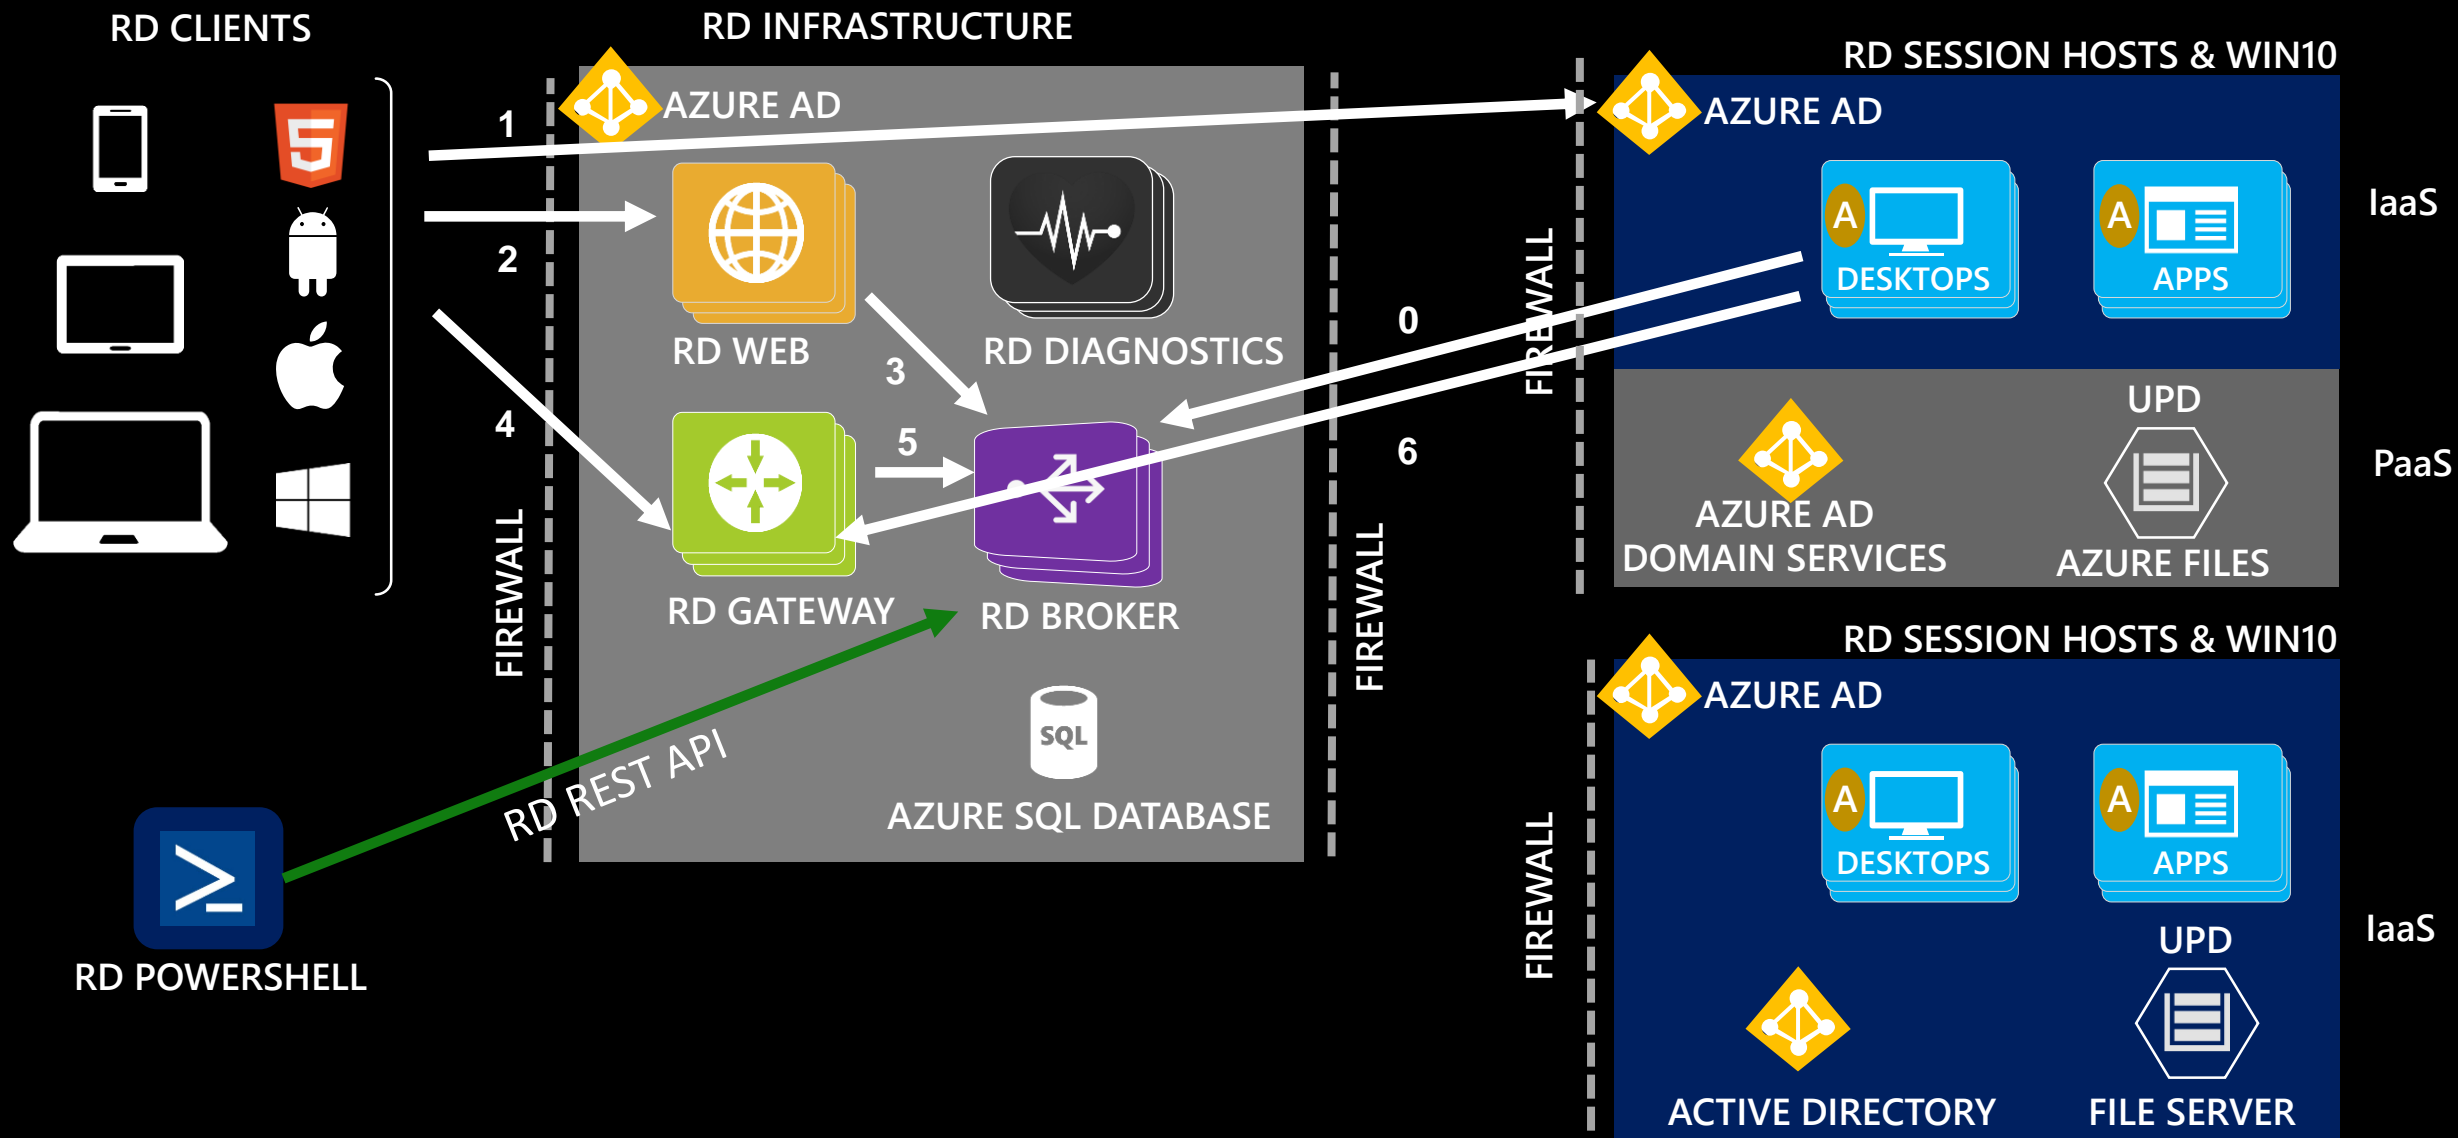 RD CLIENTS
RD INFRASTRUCTURE
RD SESSION HOSTS & WIN10
AZURE AD
1
2
4
FIREWALL
RD WEB
RD DIAGNOSTICS
3
5
RD GATEWAY
RD BROKER
SQL
AZURE SQL DATABASE
RD REST API
RD POWERSHELL
0
6
FIREWALL
FIREWALL
AZURE AD
A
DESKTOPS
A
APPS
IaaS
UPD
AZURE AD
DOMAIN SERVICES
AZURE FILES
PaaS
RD SESSION HOSTS & WIN10
FIREWALL
AZURE AD
A
DESKTOPS
A
APPS
IaaS
UPD
ACTIVE DIRECTORY
FILE SERVER